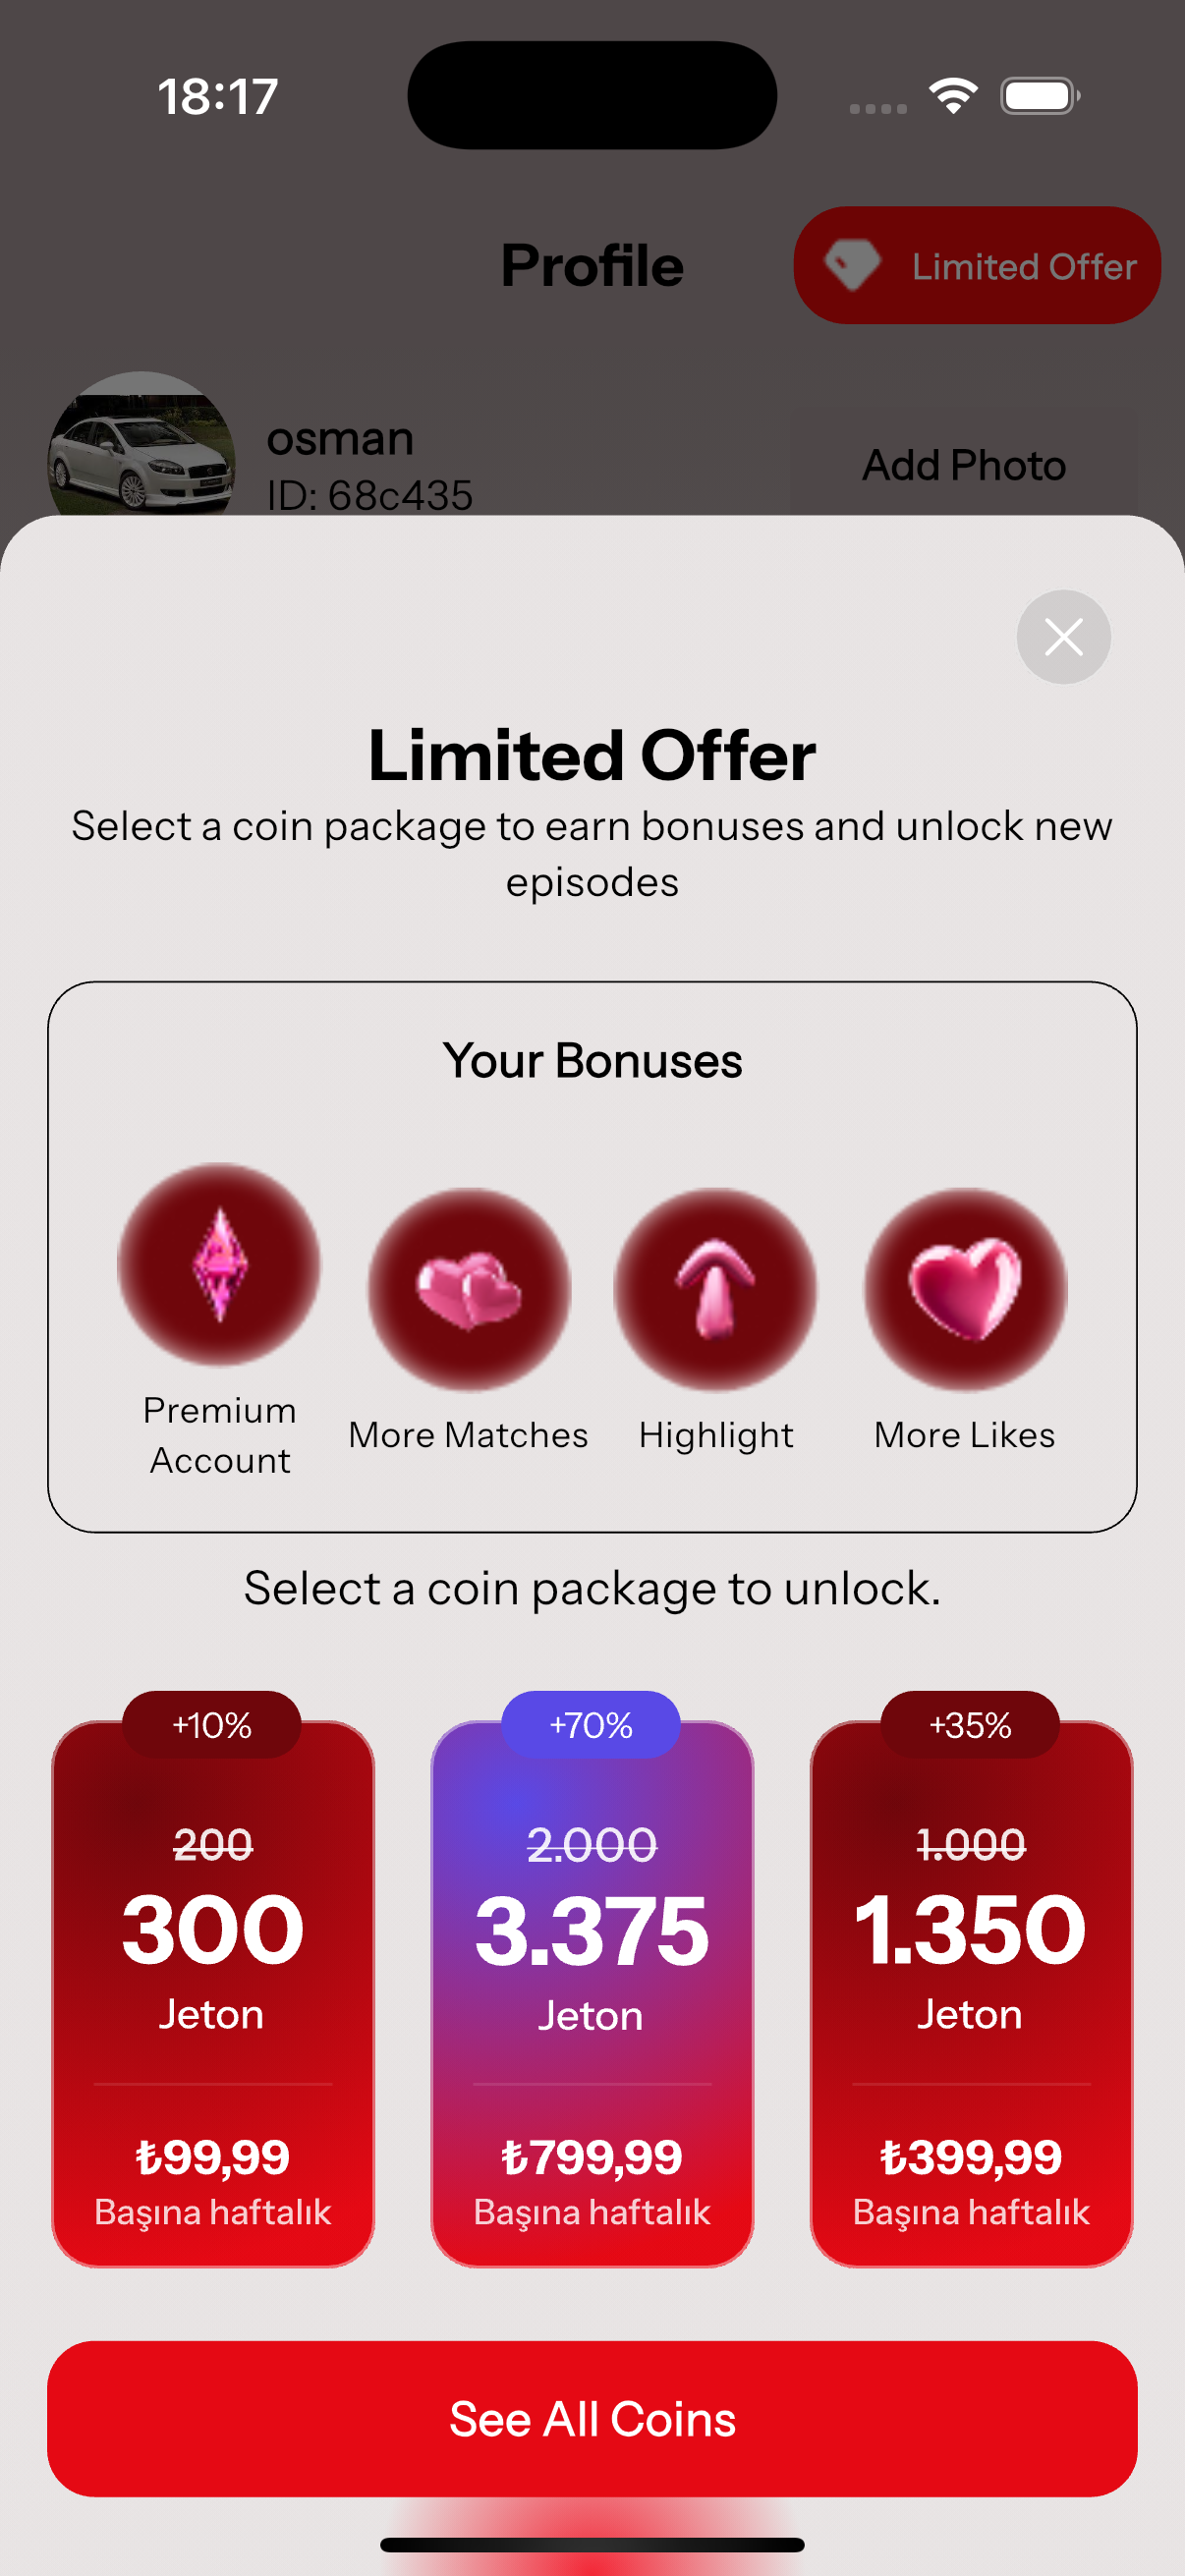 18:17
Profile
Limited Offer
osman
ID: 68c435
Add Photo
Limited Offer
Select a coin package to earn bonuses and unlock new
episodes
Your Bonuses
Premium
Account
More Matches
Highlight
More Likes
Select a coin package to unlock.
+10%
200
300
Jeton
₺99,99
Başına haftalık
+70%
2.000
3.375
Jeton
₺799,99
Başına haftalık
+35%
1.000
1.350
Jeton
₺399,99
Başına haftalık
See All Coins